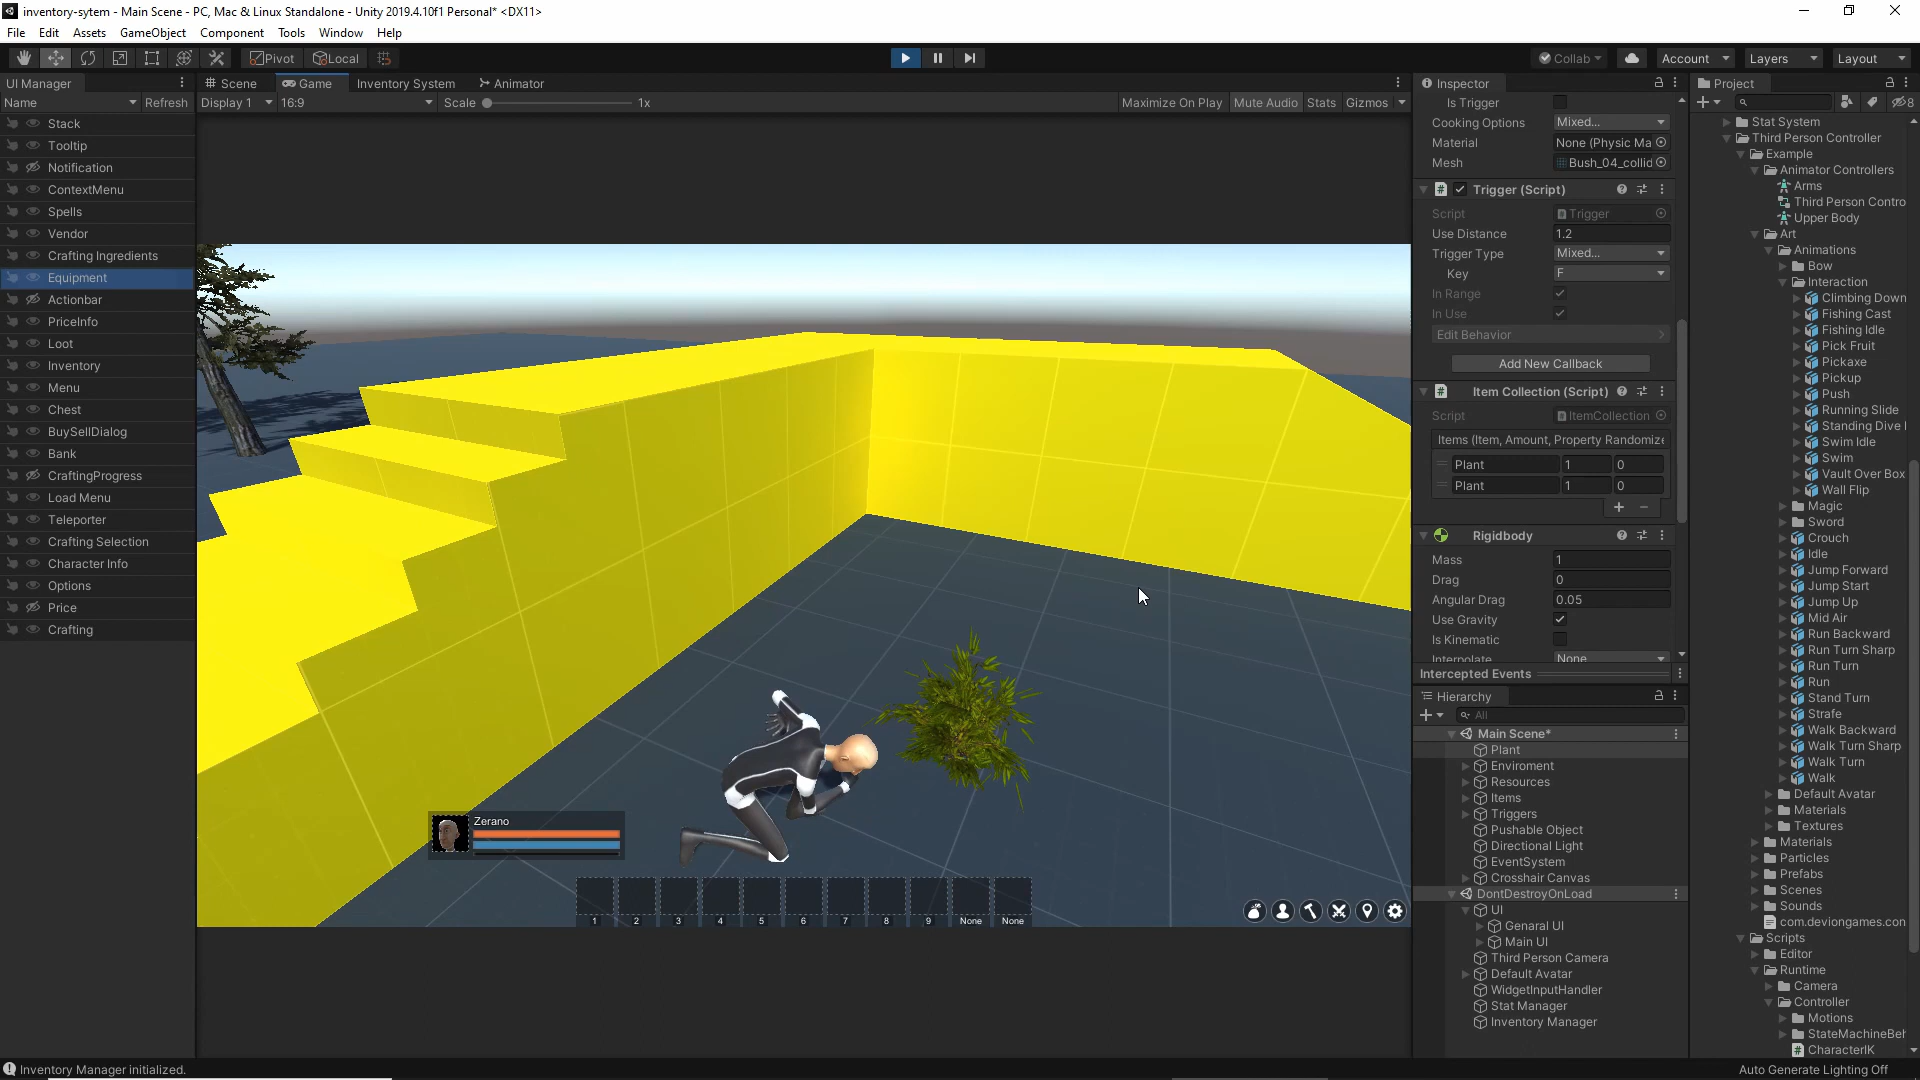 inventory-sytem - Main Scene - PC, Mac & Linux Standalone - Unity 2019.4.10f1 Personal* <DX11>
File Edit Assets GameObject Component Tools Window Help
Pivot Local Collab Account Layers Layout
UI Manager
Name Refresh
Stack
Tooltip
Notification
ContextMenu
Spells
Vendor
Crafting Ingredients
Equipment
Actionbar
PriceInfo
Loot
Inventory
Menu
Chest
BuySellDialog
Bank
CraftingProgress
Load Menu
Teleporter
Crafting Selection
Character Info
Options
Price
Crafting
Scene Game Inventory System Animator
Display 1 16:9 Scale 1x Maximize On Play Mute Audio Stats Gizmos
Zerano
1 2 3 4 5 6 7 8 9 None None
Inspector
Is Trigger
Cooking Options Mixed...
Material None (Physic Ma
Mesh Bush_04_collid
Trigger (Script)
Script Trigger
Use Distance 1.2
Trigger Type Mixed...
Key F
In Range
In Use
Edit Behavior
Add New Callback
Item Collection (Script)
Script ItemCollection
Items (Item, Amount, Property Randomize
Plant 1 0
Plant 1 0
Rigidbody
Mass 1
Drag 0
Angular Drag 0.05
Use Gravity
Is Kinematic
Interpolate None
Intercepted Events
Hierarchy
All
Main Scene*
Plant
Enviroment
Resources
Items
Triggers
Pushable Object
Directional Light
EventSystem
Crosshair Canvas
DontDestroyOnLoad
UI
Genaral UI
Main UI
Third Person Camera
Default Avatar
WidgetInputHandler
Stat Manager
Inventory Manager
Project
8
Stat System
Third Person Controller
Example
Animator Controllers
Arms
Third Person Contro
Upper Body
Art
Animations
Bow
Interaction
Climbing Down
Fishing Cast
Fishing Idle
Pick Fruit
Pickaxe
Pickup
Push
Running Slide
Standing Dive
Swim Idle
Swim
Vault Over Box
Wall Flip
Magic
Sword
Crouch
Idle
Jump Forward
Jump Start
Jump Up
Mid Air
Run Backward
Run Turn Sharp
Run Turn
Run
Stand Turn
Strafe
Walk Backward
Walk Turn Sharp
Walk Turn
Walk
Default Avatar
Materials
Textures
Materials
Particles
Prefabs
Scenes
Sounds
com.deviongames.con
Scripts
Editor
Runtime
Camera
Controller
Motions
StateMachineBeh
CharacterIK
Inventory Manager initialized.
Auto Generate Lighting Off